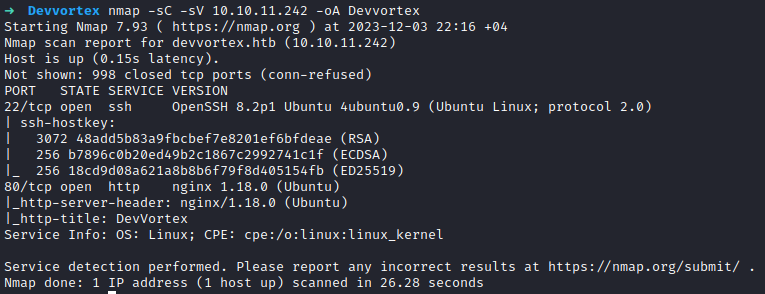 → Devvortex nmap -sC -sV 10.10.11.242 -oA Devvortex
Starting Nmap 7.93 ( https://nmap.org ) at 2023-12-03 22:16 +04
Nmap scan report for devvortex.htb (10.10.11.242)
Host is up (0.15s latency).
Not shown: 998 closed tcp ports (conn-refused)
PORT   STATE SERVICE VERSION
22/tcp open  ssh     OpenSSH 8.2p1 Ubuntu 4ubuntu0.9 (Ubuntu Linux; protocol 2.0)
| ssh-hostkey:
|   3072 48add5b83a9fbcbef7e8201ef6bfdeae (RSA)
|   256 b7896c0b20ed49b2c1867c2992741c1f (ECDSA)
|_  256 18cd9d08a621a8b8b6f79f8d405154fb (ED25519)
80/tcp open  http    nginx 1.18.0 (Ubuntu)
|_http-server-header: nginx/1.18.0 (Ubuntu)
|_http-title: DevVortex
Service Info: OS: Linux; CPE: cpe:/o:linux:linux_kernel
Service detection performed. Please report any incorrect results at https://nmap.org/submit/ .
Nmap done: 1 IP address (1 host up) scanned in 26.28 seconds